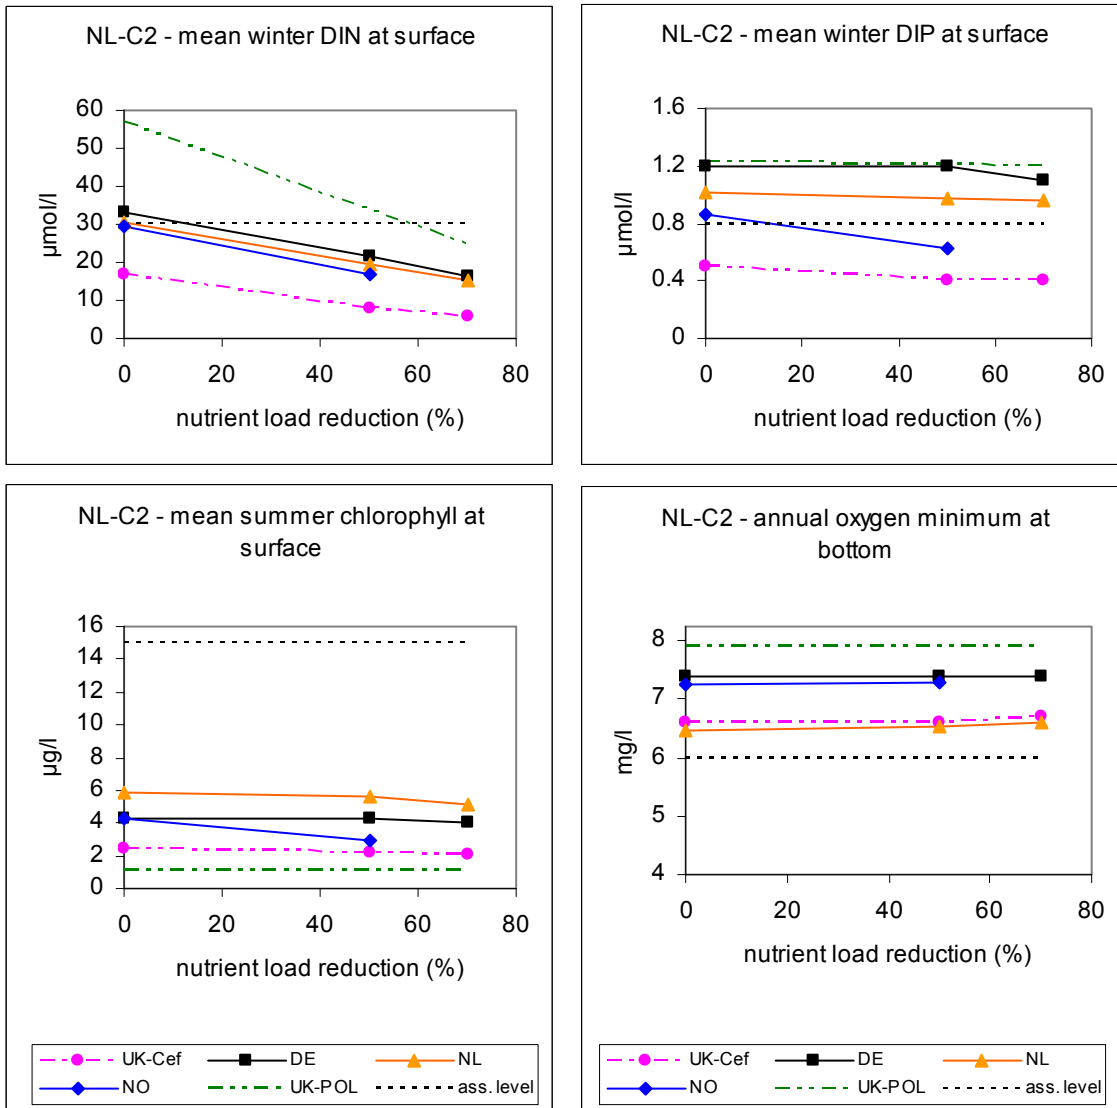 NL-C2 - mean winter DIN at surface
60
50
40
30
20
10
0
µmol/l
0 20 40 60 80
nutrient load reduction (%)
NL-C2 - mean winter DIP at surface
1.6
1.2
0.8
0.4
0
µmol/l
0 20 40 60 80
nutrient load reduction (%)
NL-C2 - mean summer chlorophyll at
surface
16
14
12
10
8
6
4
2
0
µg/l
0 20 40 60 80
nutrient load reduction (%)
UK-Cef DE NL
NO UK-POL ass. level
NL-C2 - annual oxygen minimum at
bottom
8
7
6
5
4
mg/l
0 20 40 60 80
nutrient load reduction (%)
UK-Cef DE NL
NO UK-POL ass. level